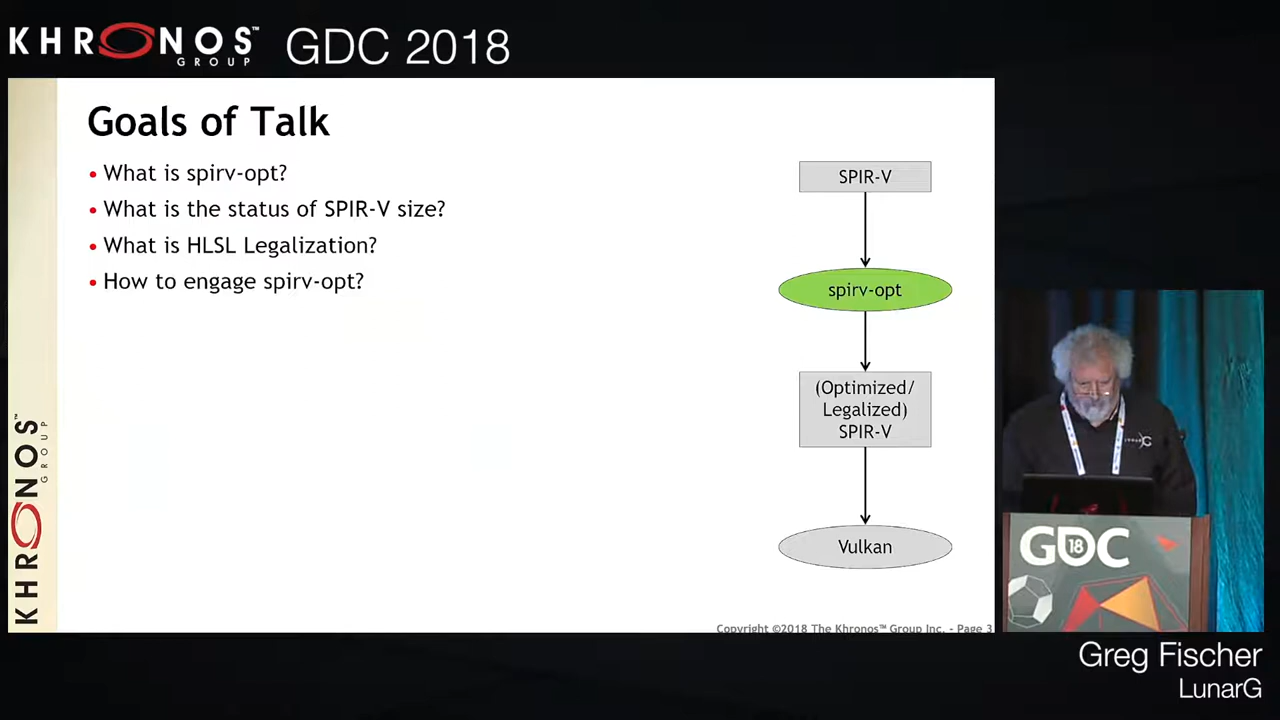 KHRONOS™
GROUP
GDC 2018
Goals of Talk
• What is spirv-opt?
• What is the status of SPIR-V size?
• What is HLSL Legalization?
• How to engage spirv-opt?
SPIR-V
spirv-opt
(Optimized/
Legalized)
SPIR-V
Vulkan
KHRONOS™
GROUP
Copyright ©2018 The Khronos™ Group Inc. - Page 3
GDC
18
Greg Fischer
LunarG